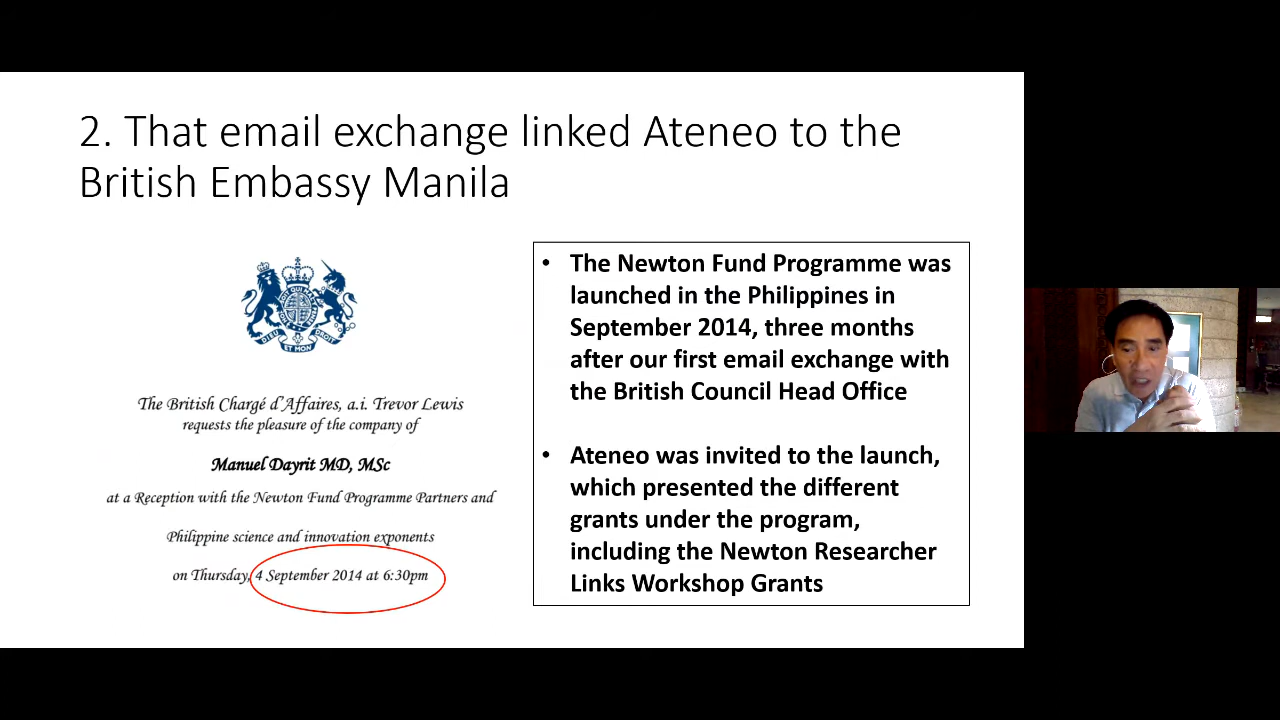 2. That email exchange linked Ateneo to the
British Embassy Manila
DIEU ET MON DROIT
The British Chargé d'Affaires, a.i. Trevor Lewis
requests the pleasure of the company of
Manuel Dayrit MD, MSc
at a Reception with the Newton Fund Programme Partners and
Philippine science and innovation exponents
on Thursday, 4 September 2014 at 6:30pm
• The Newton Fund Programme was
launched in the Philippines in
September 2014, three months
after our first email exchange with
the British Council Head Office
• Ateneo was invited to the launch,
which presented the different
grants under the program,
including the Newton Researcher
Links Workshop Grants